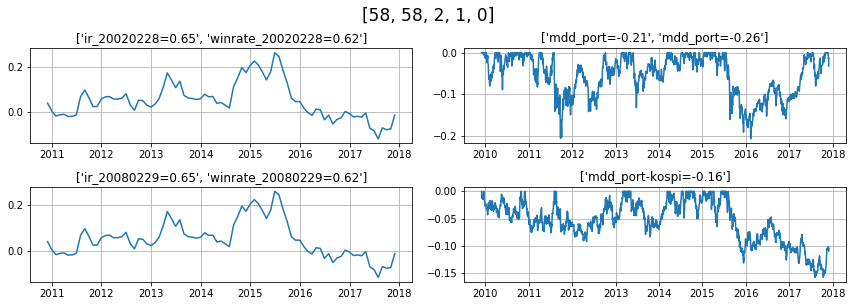 [58, 58, 2, 1, 0]
['ir_20020228=0.65', 'winrate_20020228=0.62']
0.2
0.0
2011 2012 2013 2014 2015 2016 2017 2018
['mdd_port=-0.21', 'mdd_port=-0.26']
0.0
−0.1
−0.2
2010 2011 2012 2013 2014 2015 2016 2017 2018
['ir_20080229=0.65', 'winrate_20080229=0.62']
0.2
0.0
2011 2012 2013 2014 2015 2016 2017 2018
['mdd_port-kospi=-0.16']
0.00
−0.05
−0.10
−0.15
2010 2011 2012 2013 2014 2015 2016 2017 2018